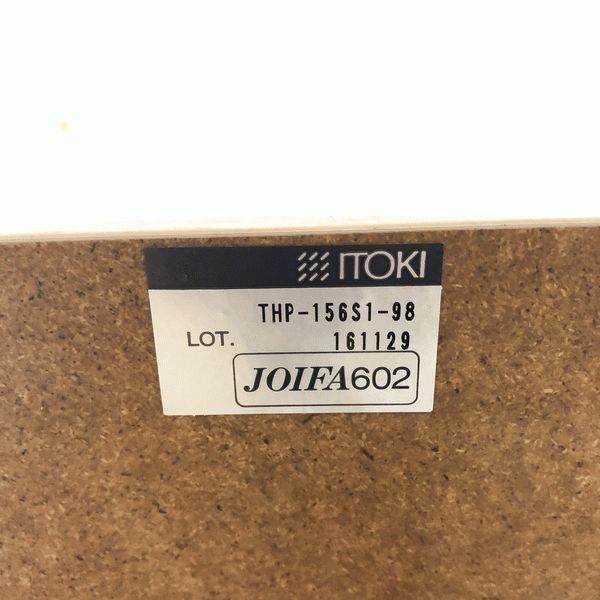 ITOKI
THP-156S1-98
LOT. 161129
JOIFA602